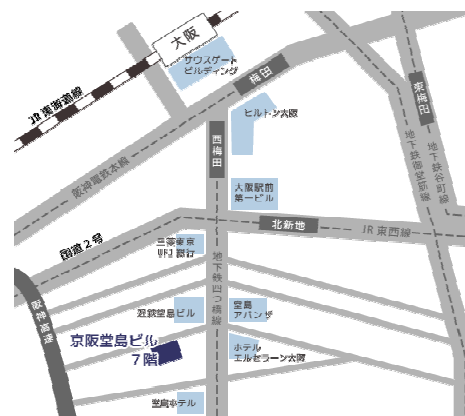 大阪
サウスゲート
ビルディング
梅田
JR東海道線
ヒルトン大阪
東梅田
西梅田
阪神電鉄本線
地下鉄御堂筋線
地下鉄谷町線
大阪駅前
第一ビル
北新地
JR東西線
国道2号
三菱東京
UFJ銀行
地下鉄四つ橋線
阪神高速
近鉄堂島ビル
堂島
アバンザ
京阪堂島ビル
7階
ホテル
エルセラーン大阪
堂島ホテル